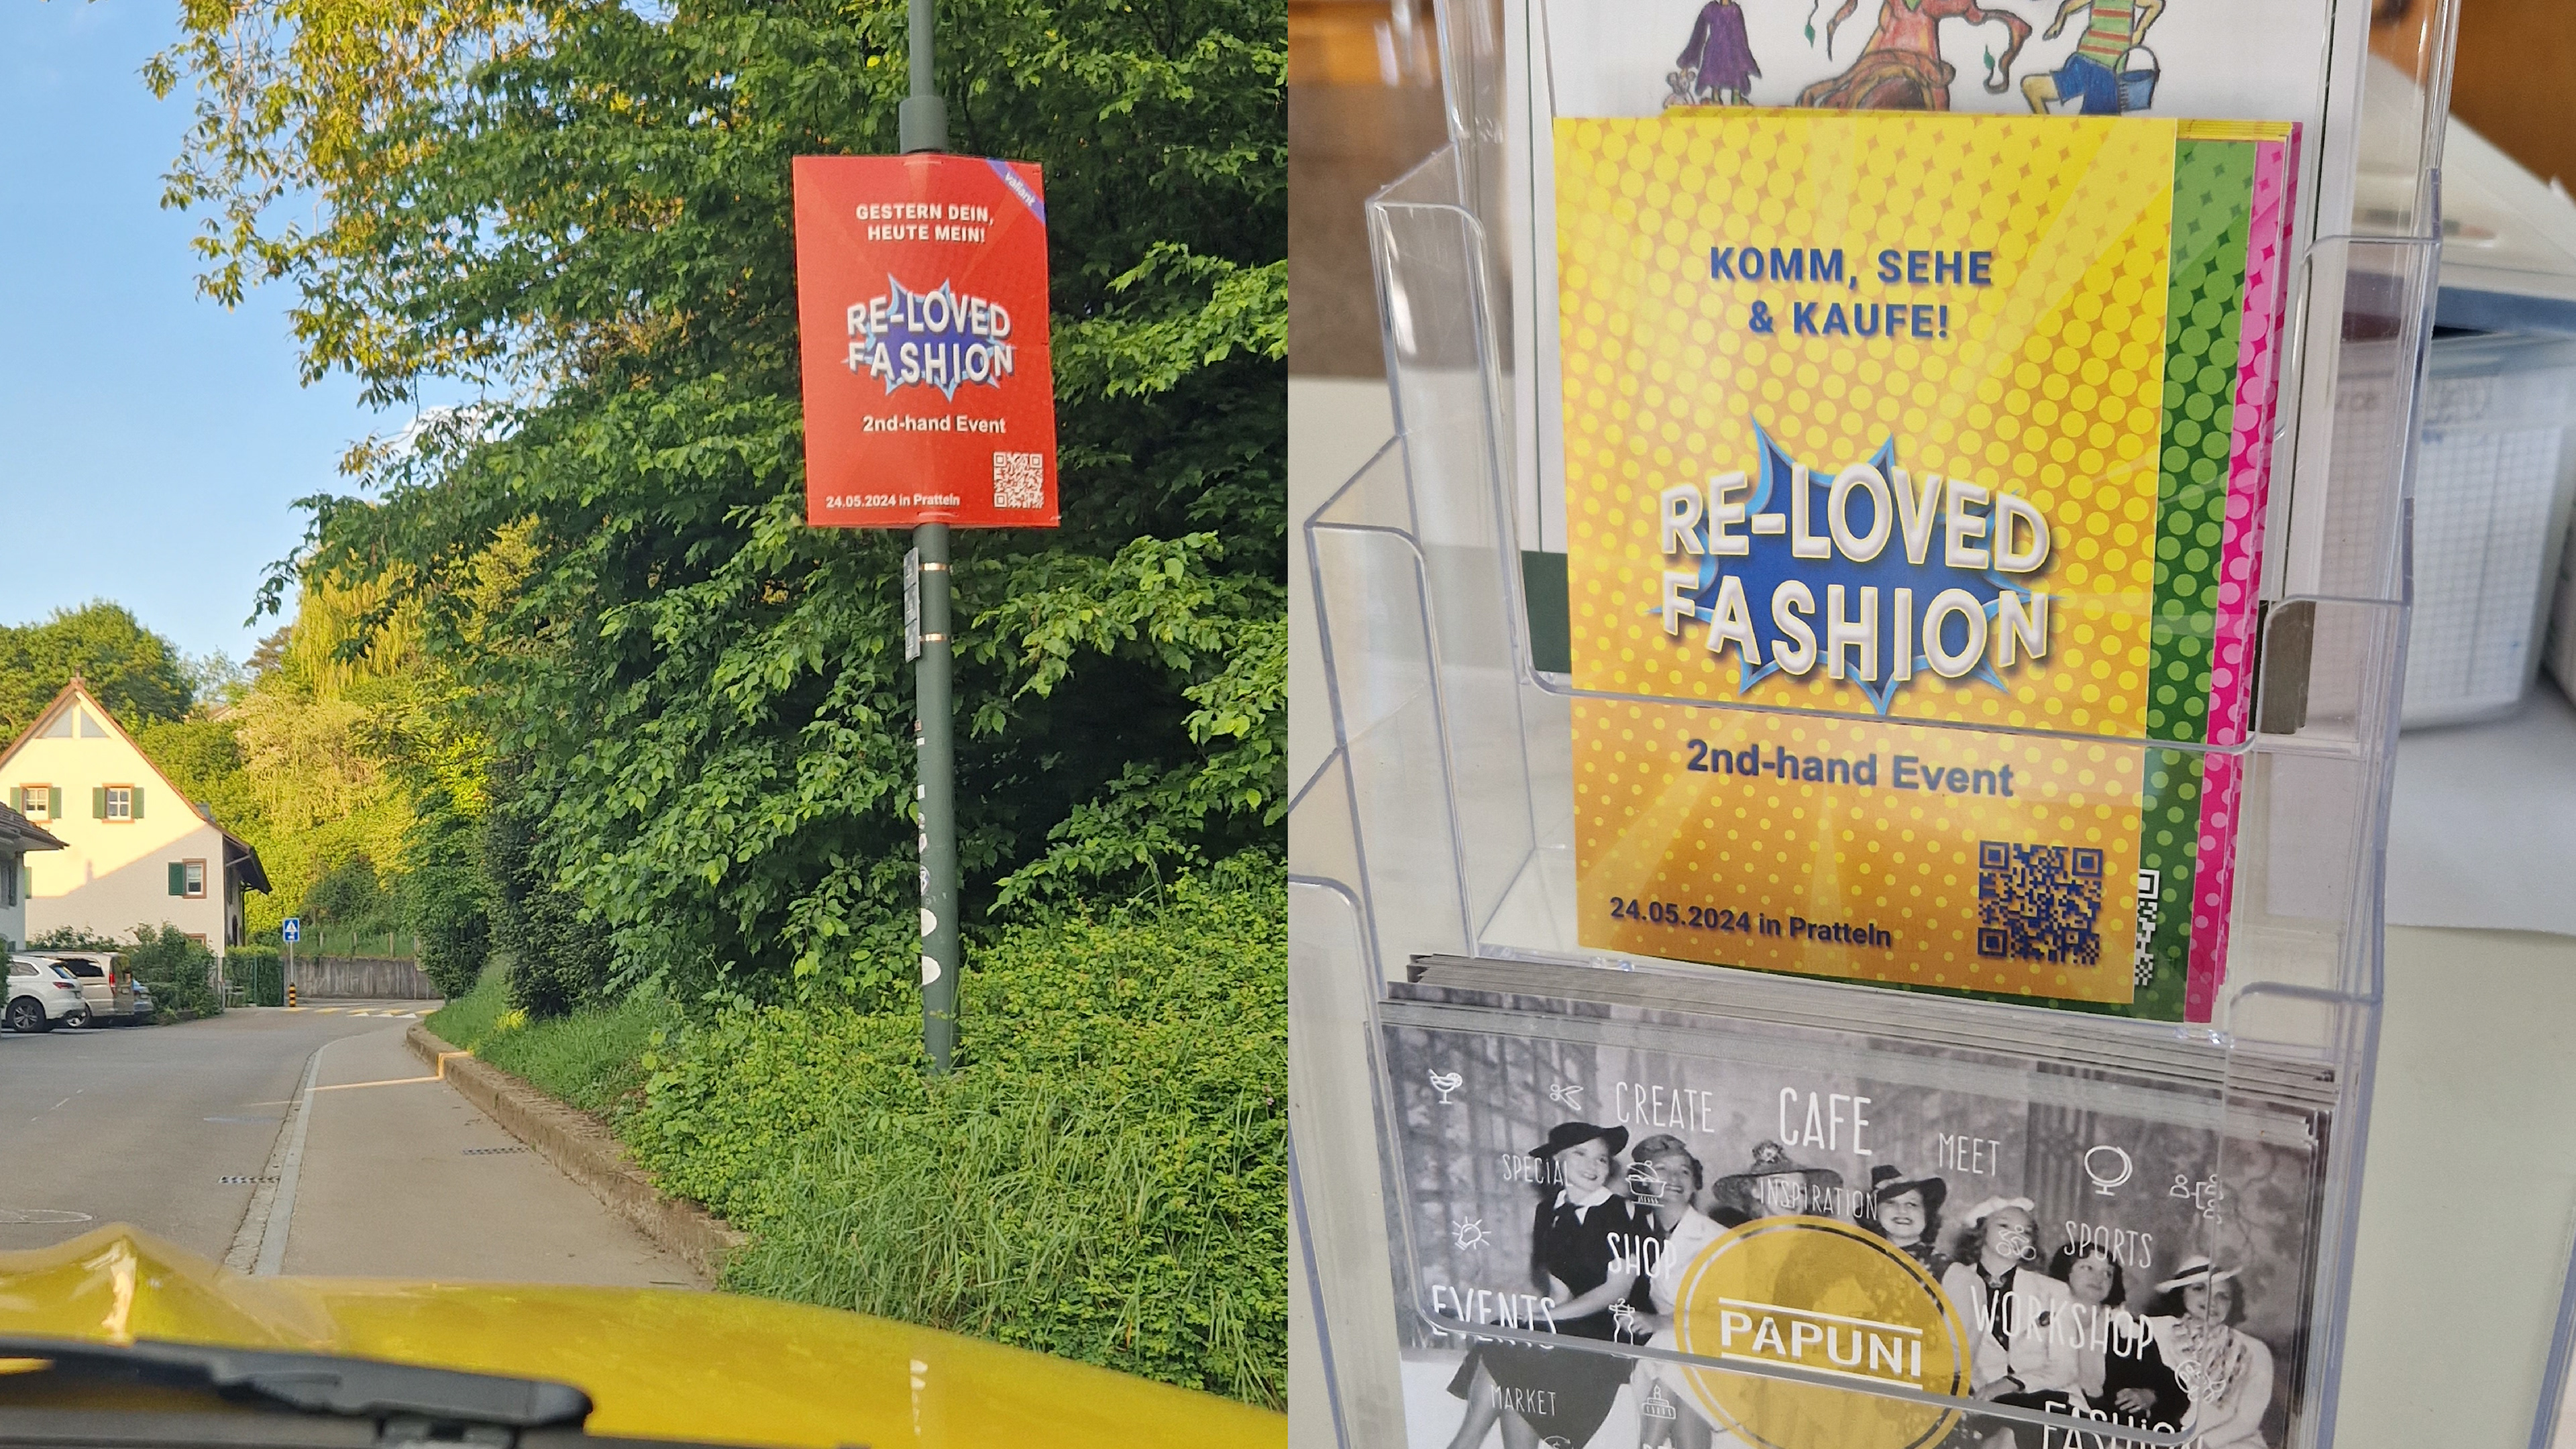 valiant
GESTERN DEIN,
HEUTE MEIN!
RE-LOVED
FASHION
2nd-hand Event
24.05.2024 in Pratteln
KOMM, SEHE
& KAUFE!
RE-LOVED
FASHION
2nd-hand Event
24.05.2024 in Pratteln
CREATE
CAFE
SPECIAL
MEET
INSPIRATION
SHOP
SPORTS
EVENTS
WORKSHOP
PAPUNI
MARKET
FASHION